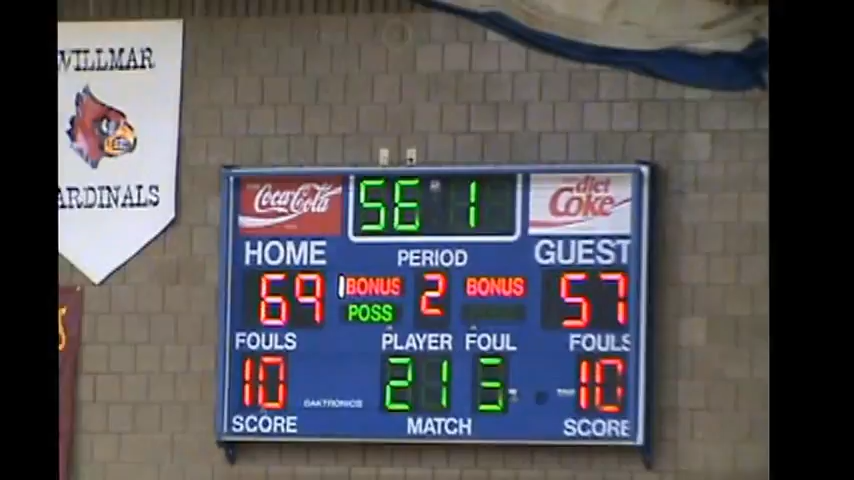 WILLMAR
CARDINALS
Coca-Cola
56.1
diet Coke
HOME
PERIOD
GUEST
69
BONUS
2
BONUS
57
POSS
FOULS
PLAYER
FOUL
FOULS
10
21
5
10
DAKTRONICS
SCORE
MATCH
SCORE